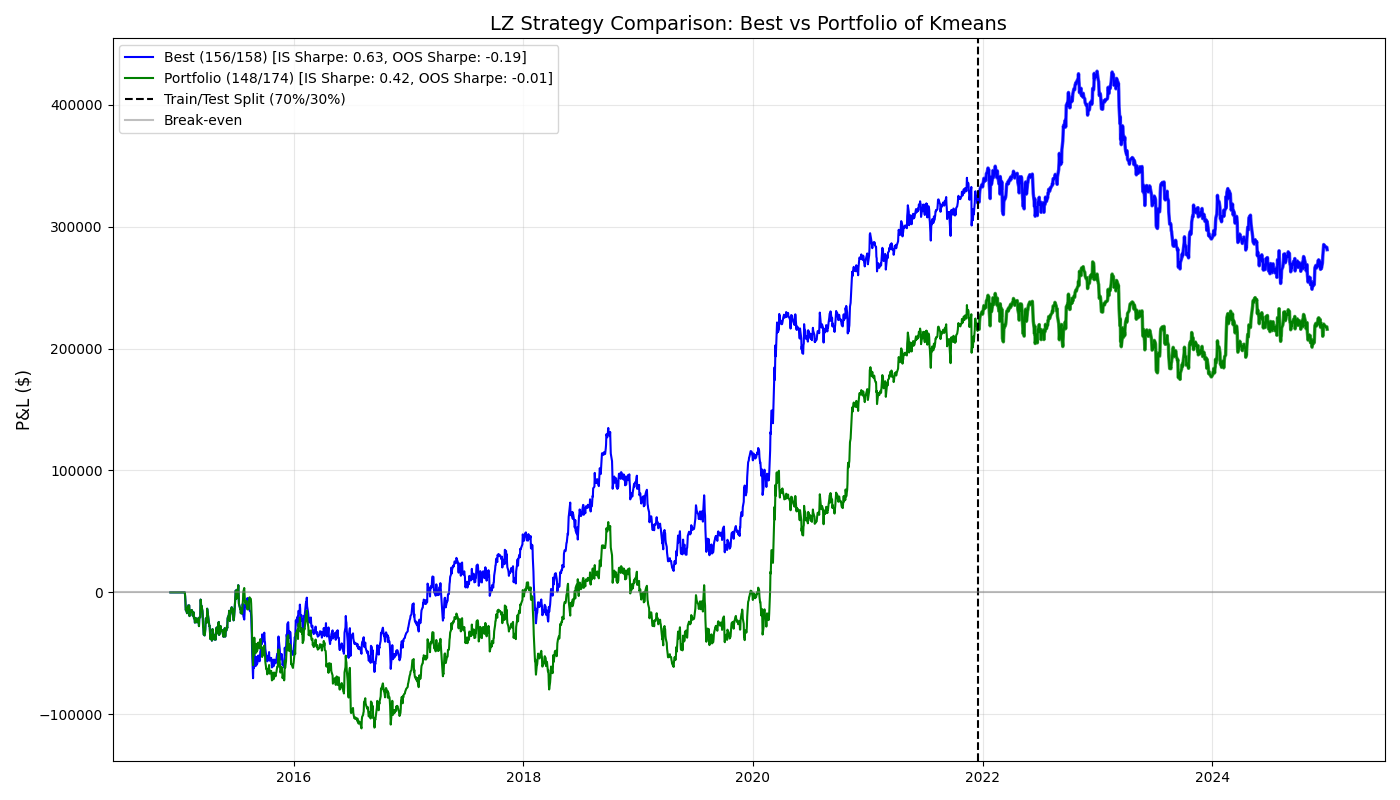 LZ Strategy Comparison: Best vs Portfolio of Kmeans
Best (156/158) [IS Sharpe: 0.63, OOS Sharpe: -0.19]
Portfolio (148/174) [IS Sharpe: 0.42, OOS Sharpe: -0.01]
Train/Test Split (70%/30%)
Break-even
P&L ($)
400000
300000
200000
100000
0
−100000
2016
2018
2020
2022
2024